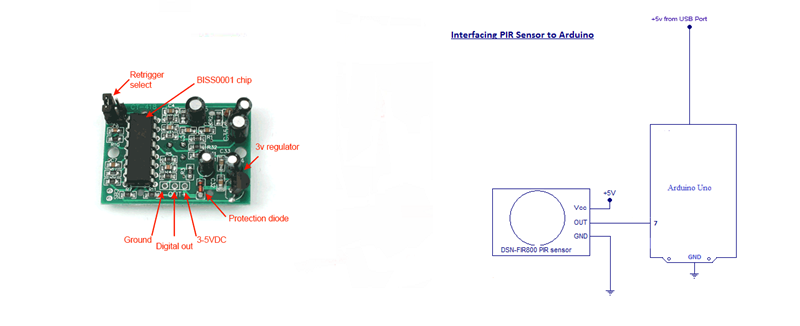 Retrigger
select
BISS0001 chip
3v regulator
Protection diode
3-5VDC
Ground
Digital out
+5v from USB Port
Interfacing PIR Sensor to Arduino
Arduino Uno
+5V
Vcc
OUT
7
GND
DSN-FIR800 PIR sensor
GND